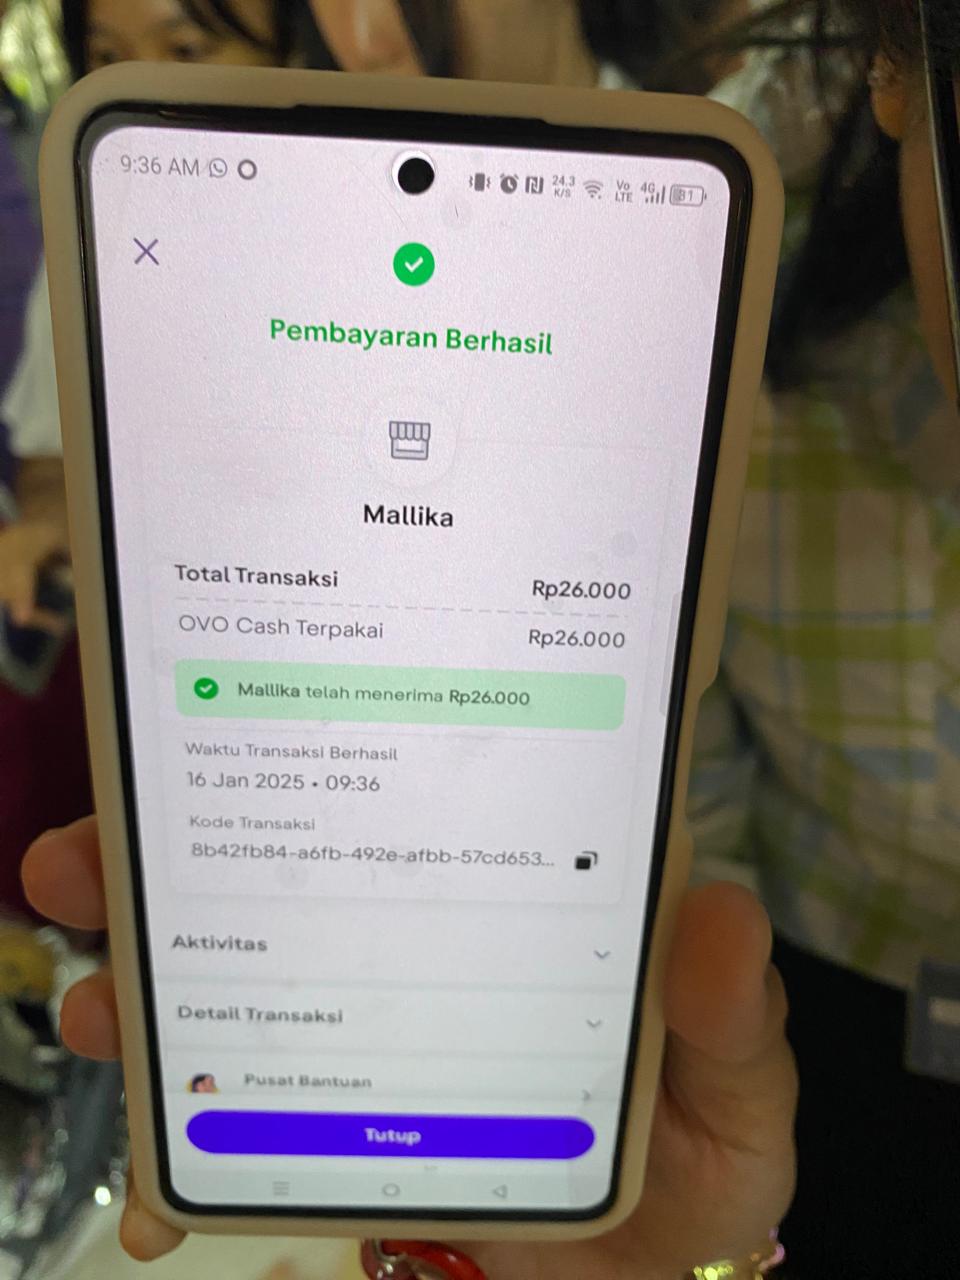 9:36 AM
24.3
K/S
Vo
LTE
4G
81
Pembayaran Berhasil
Mallika
Total Transaksi Rp26.000
OVO Cash Terpakai Rp26.000
Mallika telah menerima Rp26.000
Waktu Transaksi Berhasil
16 Jan 2025 • 09:36
Kode Transaksi
8b42fb84-a6fb-492e-afbb-57cd653...
Aktivitas
Detail Transaksi
Pusat Bantuan
Tutup